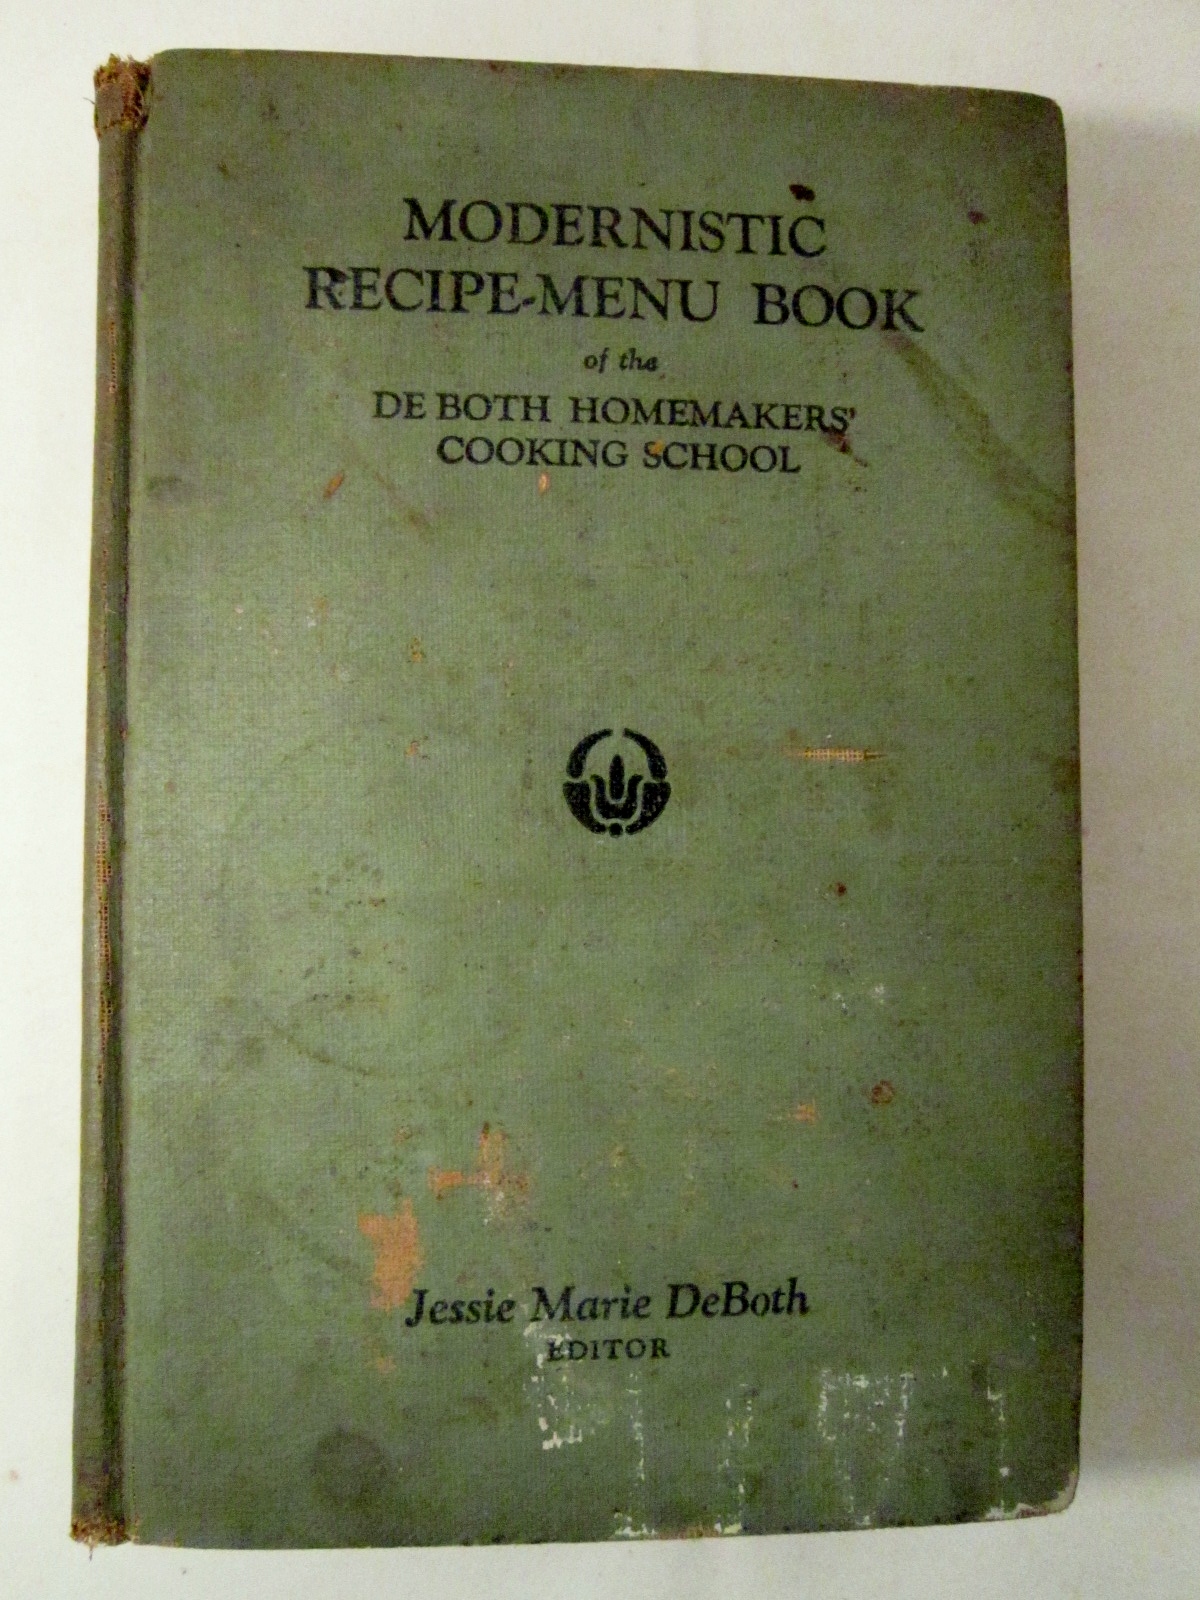 MODERNISTIC
RECIPE-MENU BOOK
of the
DE BOTH HOMEMAKERS'
COOKING SCHOOL
Jessie Marie DeBoth
EDITOR